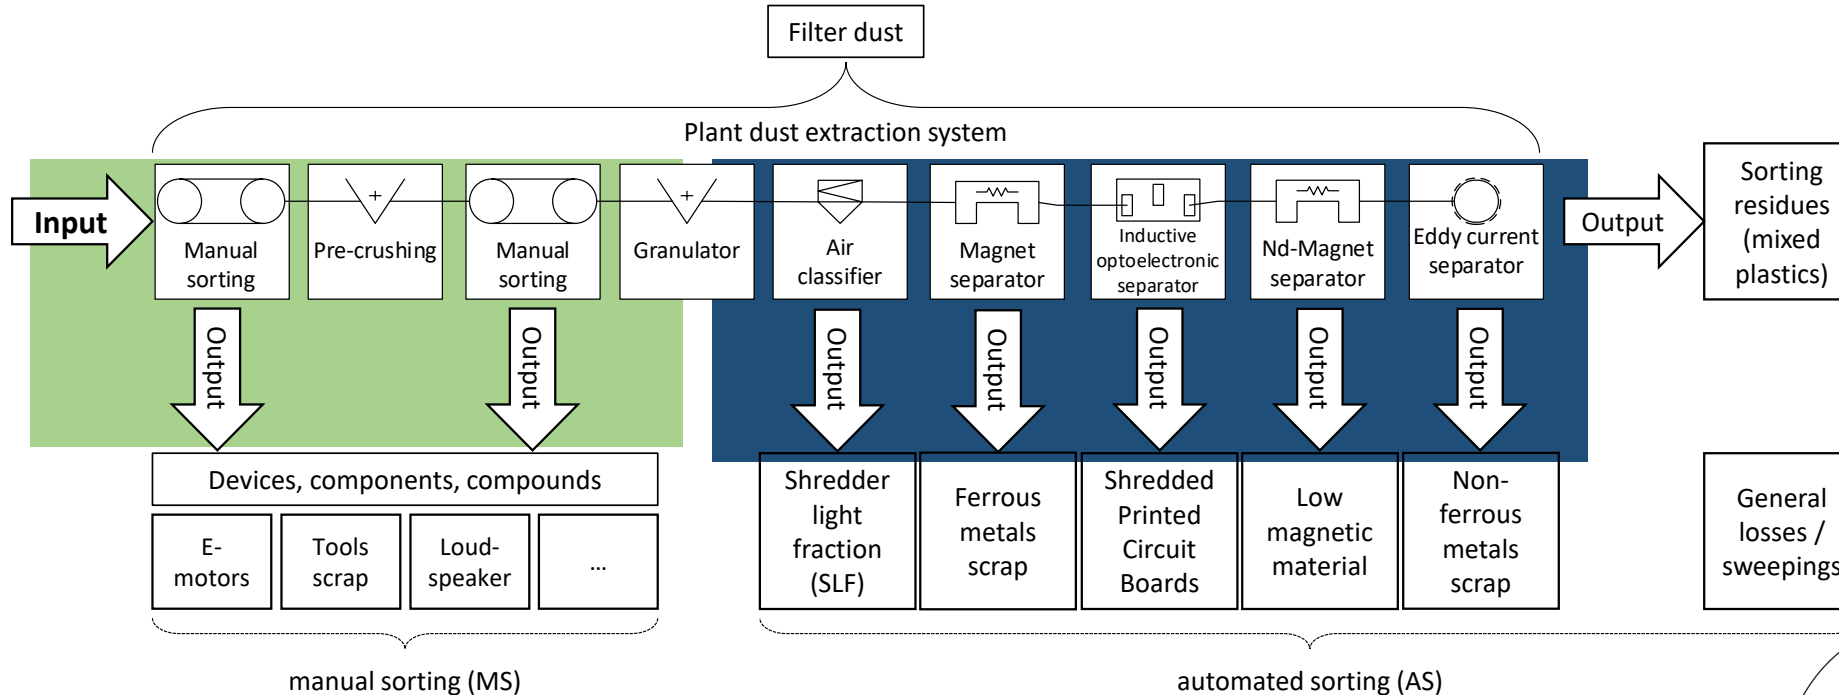 Filter dust
Plant dust extraction system
Input
Manual
sorting
Pre-crushing
Manual
sorting
Granulator
Air
classifier
Magnet
separator
Inductive
optoelectronic
separator
Nd-Magnet
separator
Eddy current
separator
Output
Sorting
residues
(mixed
plastics)
Output
Output
Output
Output
Output
Output
Output
Devices, components, compounds
E-
motors
Tools
scrap
Loud-
speaker
...
Shredder
light
fraction
(SLF)
Ferrous
metals
scrap
Shredded
Printed
Circuit
Boards
Low
magnetic
material
Non-
ferrous
metals
scrap
General
losses /
sweepings
manual sorting (MS)
automated sorting (AS)